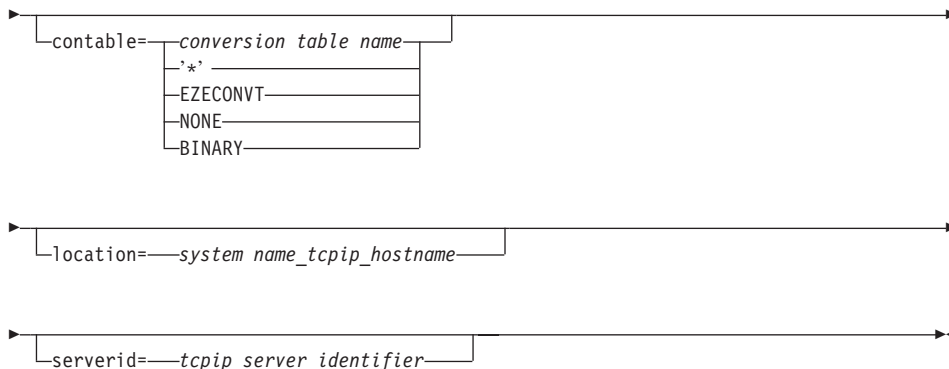 contable= conversion table name
'*'
EZECONVT
NONE
BINARY
location= system name_tcpip_hostname
serverid= tcpip server identifier